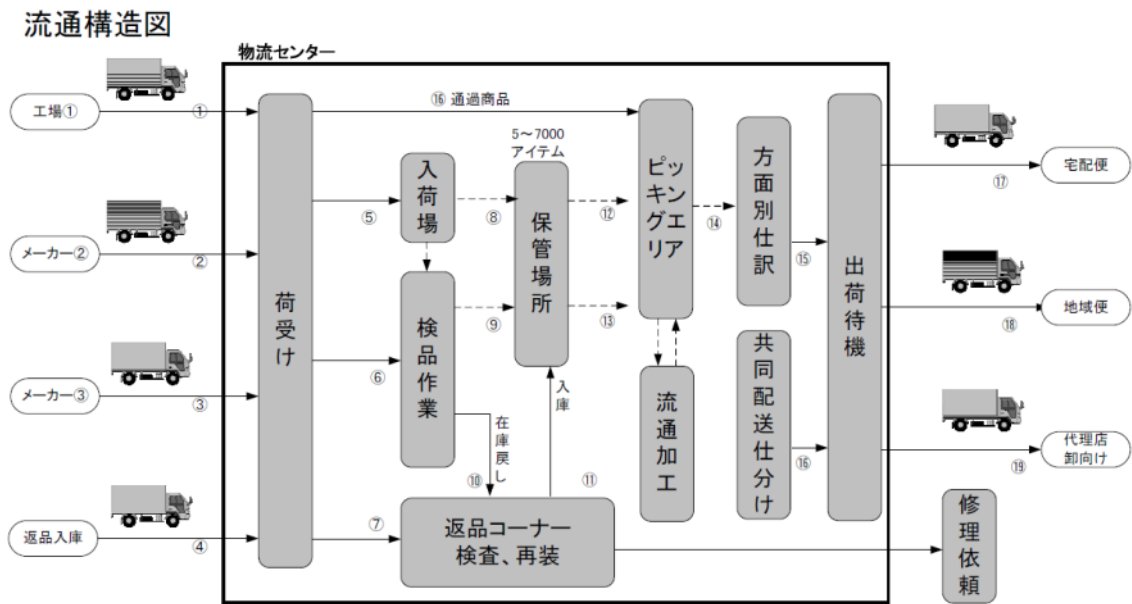 流通構造図
物流センター
工場①
①
メーカー②
②
メーカー③
③
返品入庫
④
荷受け
⑯ 通過商品
⑤
入荷場
⑥
検品作業
⑦
返品コーナー
検査、再装
⑧
⑨
5～7000
アイテム
保管場所
在庫戻し
⑩
入庫
⑪
⑫
⑬
ピッ
キン
グエ
リア
流通加工
⑭
方面別仕訳
⑮
共同配送仕分け
⑯
出荷待機
⑰
宅配便
⑱
地域便
⑲
代理店
卸向け
修理依頼